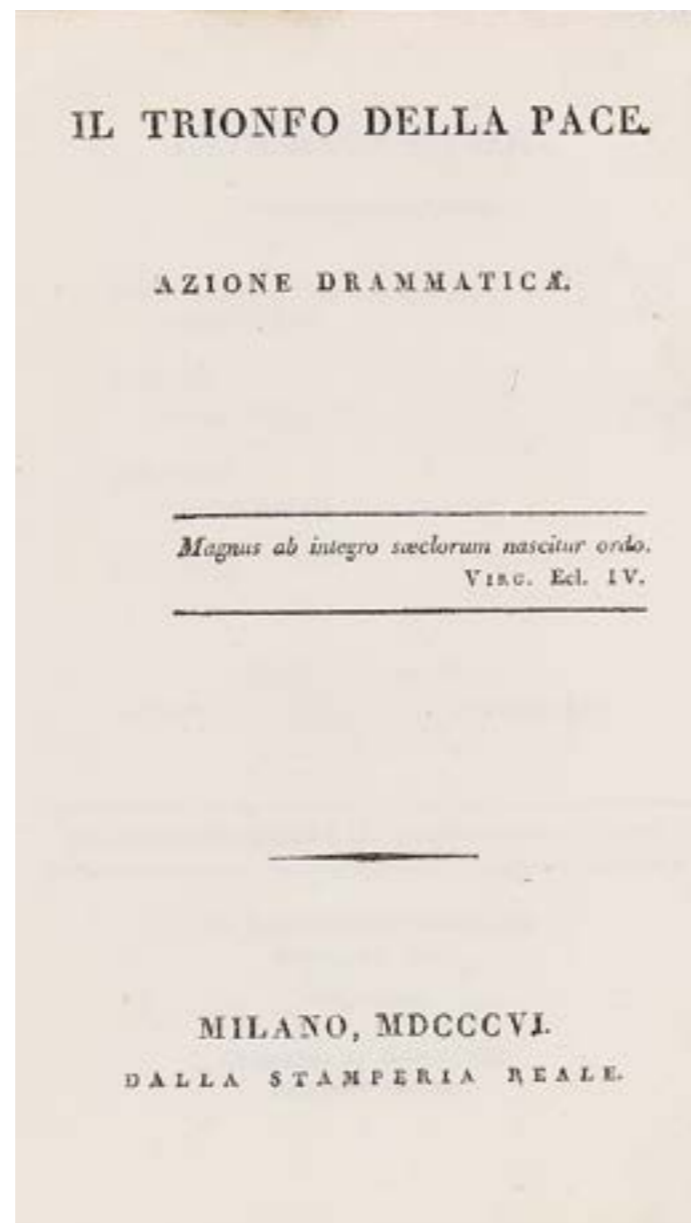 IL TRIONFO DELLA PACE.
AZIONE DRAMMATICA.
Magnus ab integro sæclorum nascitur ordo.
VIRG. Ecl. IV.
MILANO, MDCCCVI.
DALLA STAMPERIA REALE.